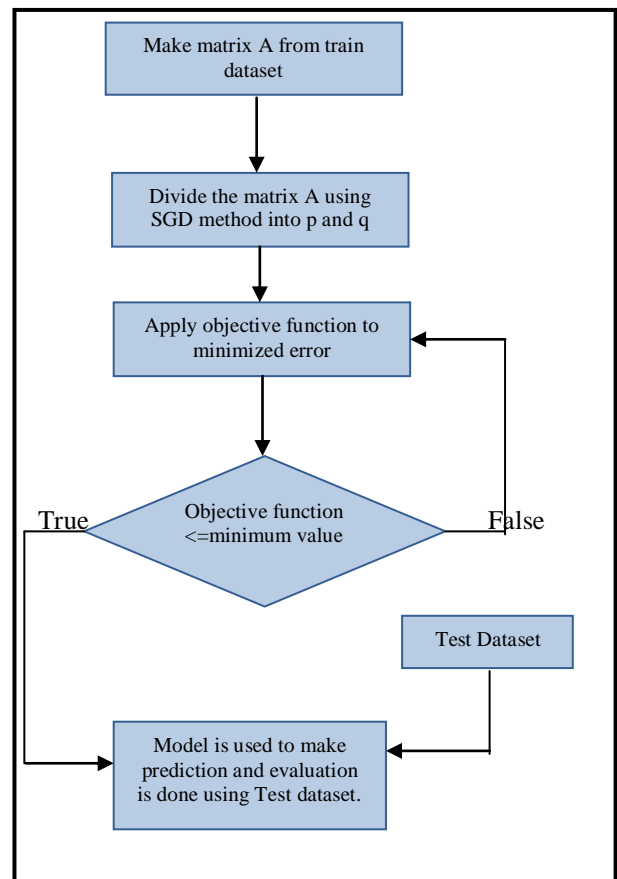 Make matrix A from train
dataset
Divide the matrix A using
SGD method into p and q
Apply objective function to
minimized error
Objective function
<=minimum value
True
False
Test Dataset
Model is used to make
prediction and evaluation
is done using Test dataset.